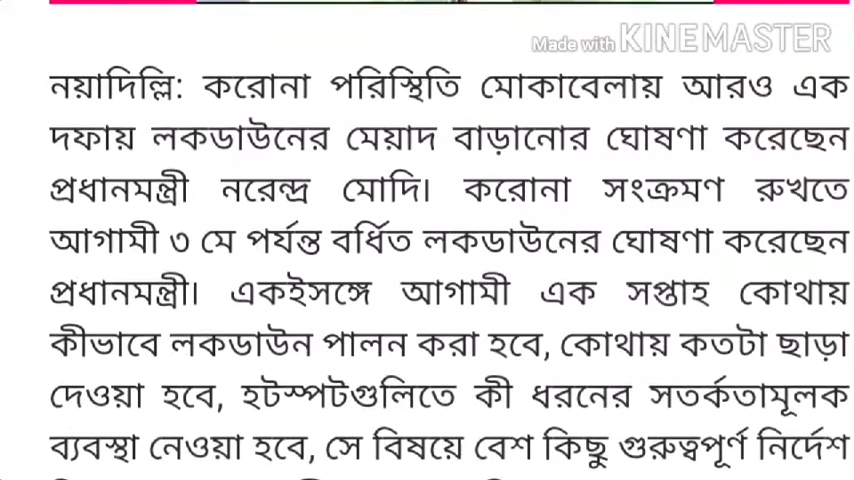 Made with KINEMASTER
নয়াদিল্লি: করোনা পরিস্থিতি মোকাবেলায় আরও এক
দফায় লকডাউনের মেয়াদ বাড়ানোর ঘোষণা করেছেন
প্রধানমন্ত্রী নরেন্দ্র মোদি। করোনা সংক্রমণ রুখতে
আগামী ৩ মে পর্যন্ত বর্ধিত লকডাউনের ঘোষণা করেছেন
প্রধানমন্ত্রী। একইসঙ্গে আগামী এক সপ্তাহ কোথায়
কীভাবে লকডাউন পালন করা হবে, কোথায় কতটা ছাড়া
দেওয়া হবে, হটস্পটগুলিতে কী ধরনের সতর্কতামূলক
ব্যবস্থা নেওয়া হবে, সে বিষয়ে বেশ কিছু গুরুত্বপূর্ণ নির্দেশ